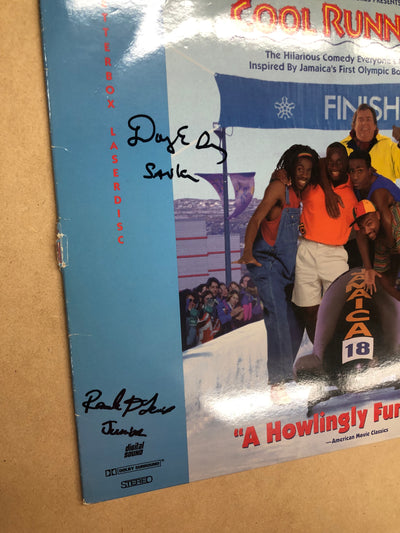 COOL RUNN
The Hilarious Comedy Everyone's
Inspired By Jamaica's First Olympic Bo
LETTERBOX LASERDISC
FINISH
Doug E Doug
Sanka
JAMAICA
18
Rawle D Lewis
Junior
digital
SOUND
DOLBY SURROUND
STEREO
"A Howlingly Fun
—American Movie Classics